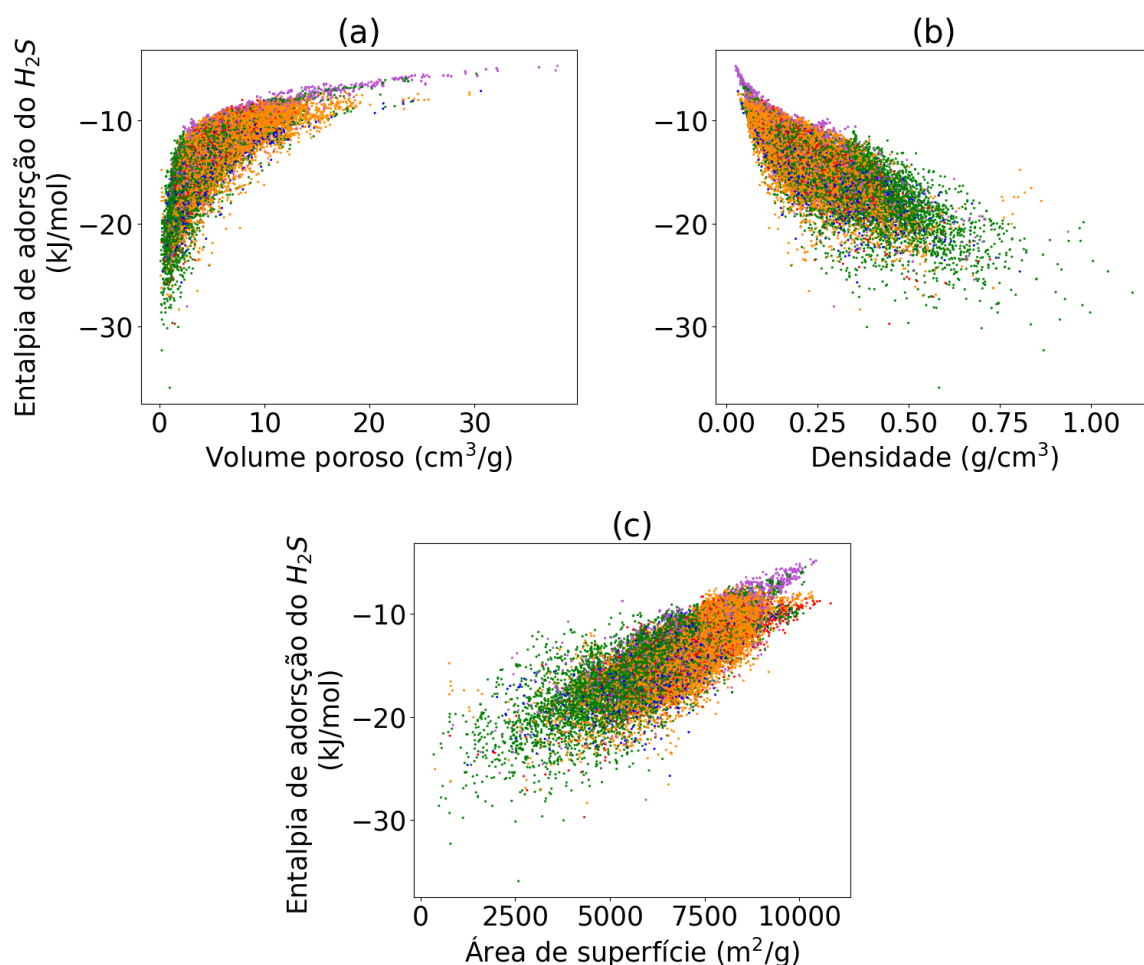 (a)
Entalpia de adorsção do H₂S
(kJ/mol)
−10
−20
−30
0
10
20
30
Volume poroso (cm³/g)
(b)
−10
−20
−30
0.00
0.25
0.50
0.75
1.00
Densidade (g/cm³)
(c)
Entalpia de adorsção do H₂S
(kJ/mol)
−10
−20
−30
0
2500
5000
7500
10000
Área de superfície (m²/g)